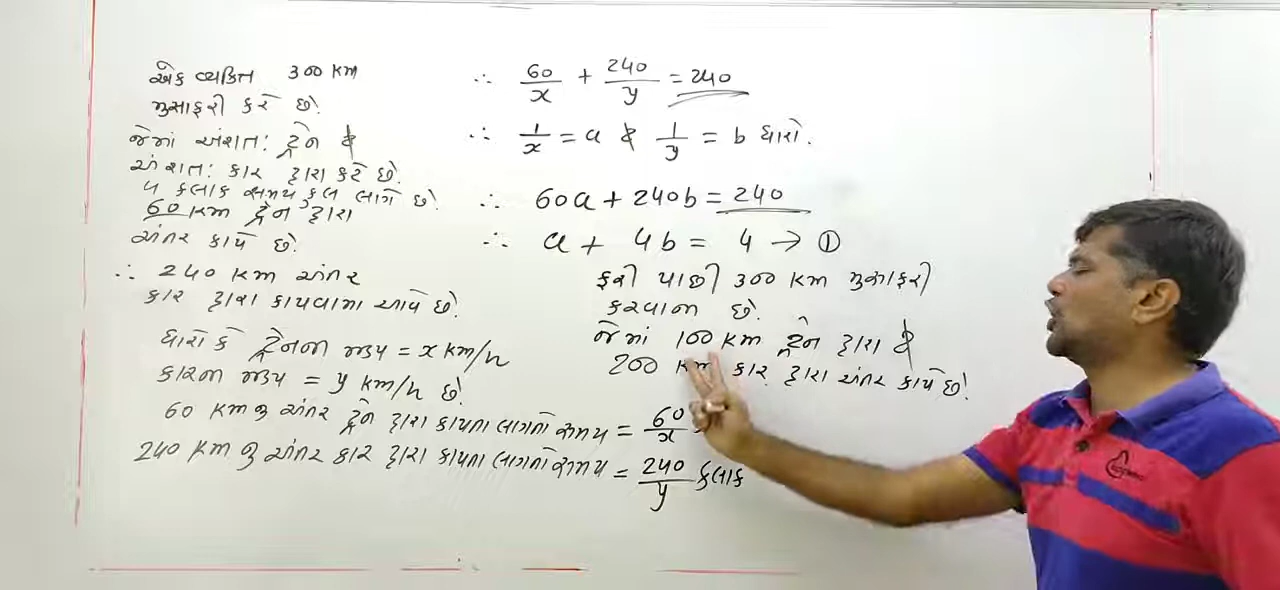 એક વ્યક્તિ 300 km
મુસાફરી કરે છે.
જેમાં અંશત: ટ્રેન દ્વારા &
અંશત: કાર દ્વારા કરે છે.
4 કલાક સમય કુલ લાગે છે.
60 km ટ્રેન દ્વારા
અંતર કાપે છે.
∴ 240 km અંતર
કાર દ્વારા કાપવામાં આવે છે.
ધારો કે ટ્રેનની ઝડપ = x km/h
કારની ઝડપ = y km/h છે.
60 km નું અંતર ટ્રેન દ્વારા કાપતા લાગતો સમય = 60/x
240 km નું અંતર કાર દ્વારા કાપતા લાગતો સમય = 240/y કલાક
∴ 60/x + 240/y = 240
∴ 1/x = a & 1/y = b ધારો.
∴ 60a + 240b = 240
∴ a + 4b = 4 → ①
ફરી પાછી 300 km મુસાફરી
કરવાની છે.
જેમાં 100 km ટ્રેન દ્વારા &
200 km કાર દ્વારા અંતર કાપે છે.